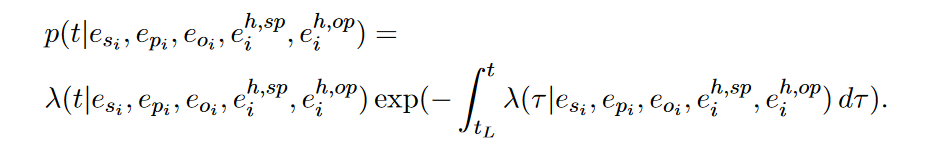 p(t|e_{s_i}, e_{p_i}, e_{o_i}, e_i^{h,sp}, e_i^{h,op}) =
λ(t|e_{s_i}, e_{p_i}, e_{o_i}, e_i^{h,sp}, e_i^{h,op}) exp(−∫_{t_L}^{t} λ(τ|e_{s_i}, e_{p_i}, e_{o_i}, e_i^{h,sp}, e_i^{h,op}) dτ).